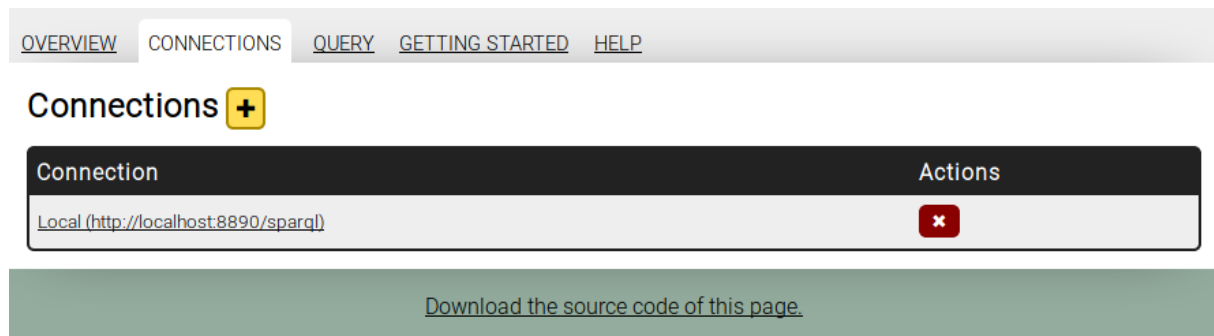 OVERVIEW CONNECTIONS QUERY GETTING STARTED HELP
Connections +
Connection Actions
Local (http://localhost:8890/sparql)
Download the source code of this page.